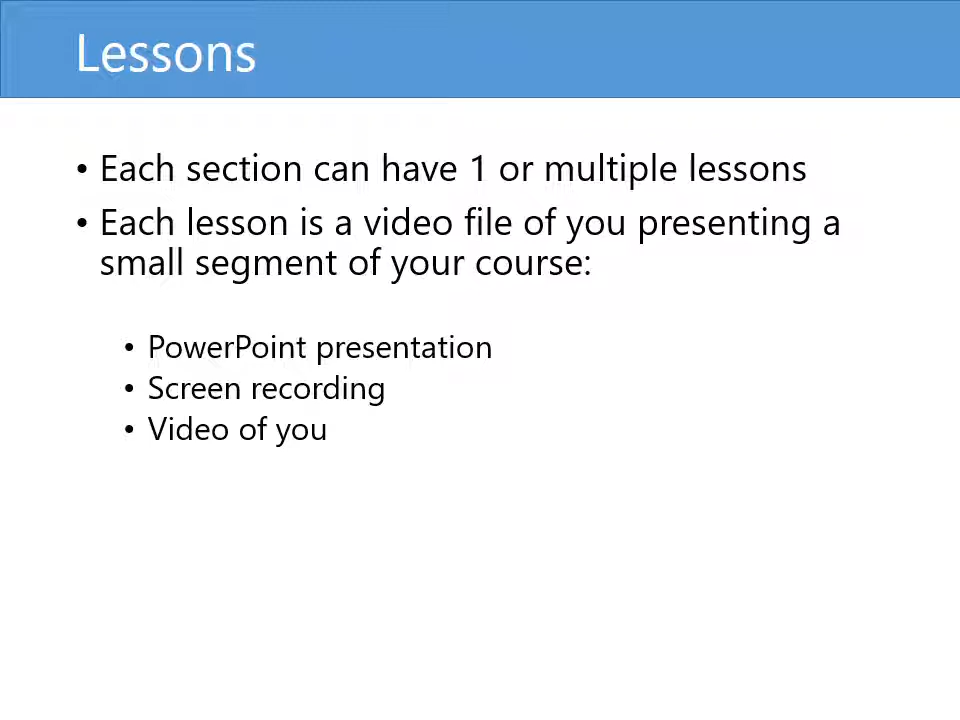 Lessons
• Each section can have 1 or multiple lessons
• Each lesson is a video file of you presenting a
small segment of your course:
• PowerPoint presentation
• Screen recording
• Video of you